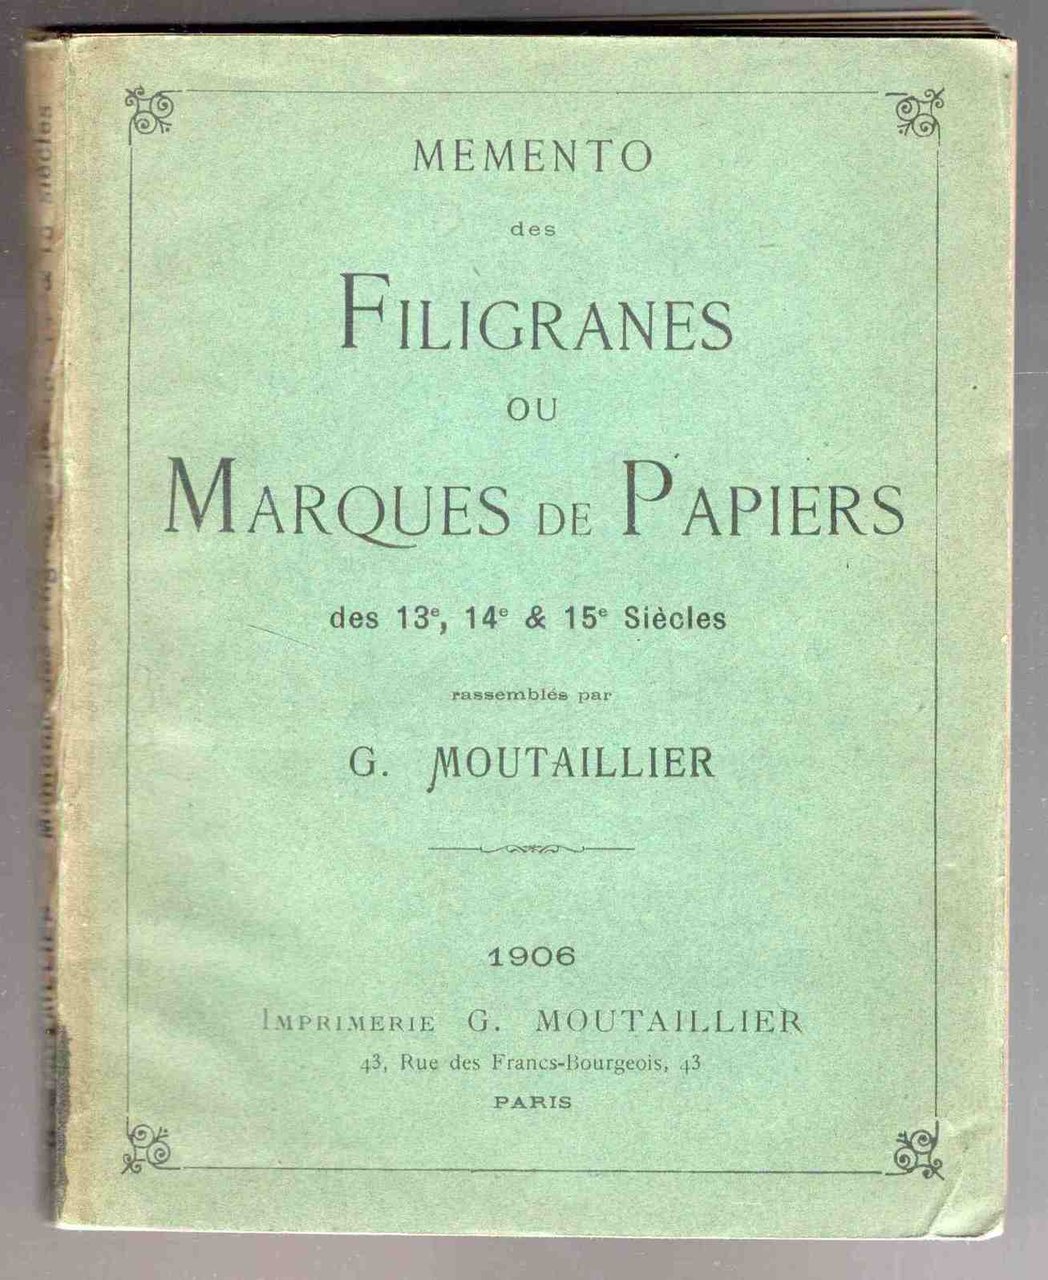 MEMENTO
des
FILIGRANES
OU
MARQUES DE PAPIERS
des 13e, 14e & 15e Siècles
rassemblés par
G. MOUTAILLIER
1906
IMPRIMERIE G. MOUTAILLIER
43, Rue des Francs-Bourgeois, 43
PARIS